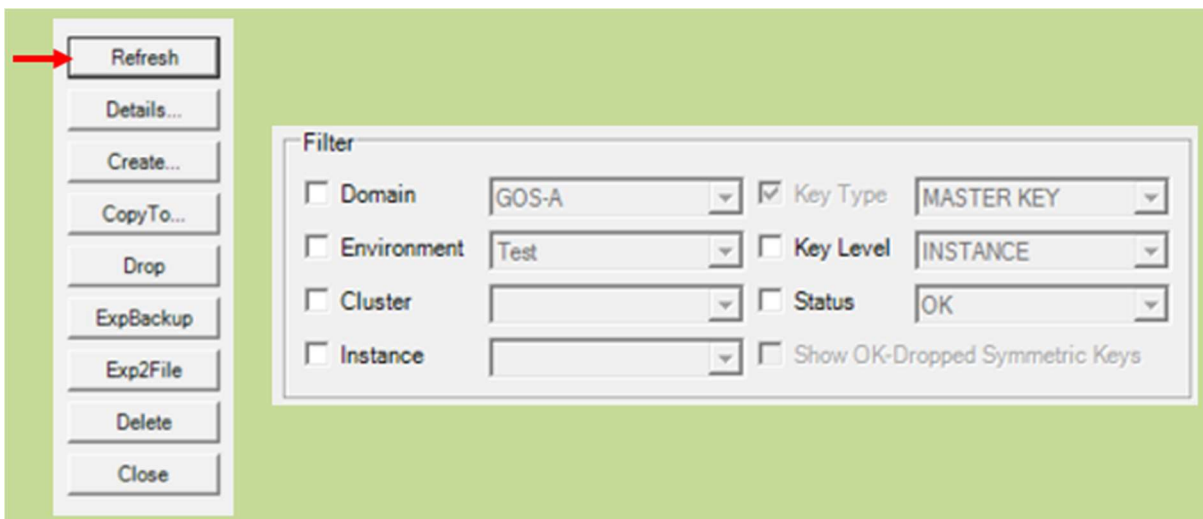 Refresh
Details...
Create...
CopyTo...
Drop
ExpBackup
Exp2File
Delete
Close
Filter
Domain GOS-A Key Type MASTER KEY
Environment Test Key Level INSTANCE
Cluster Status OK
Instance Show OK-Dropped Symmetric Keys